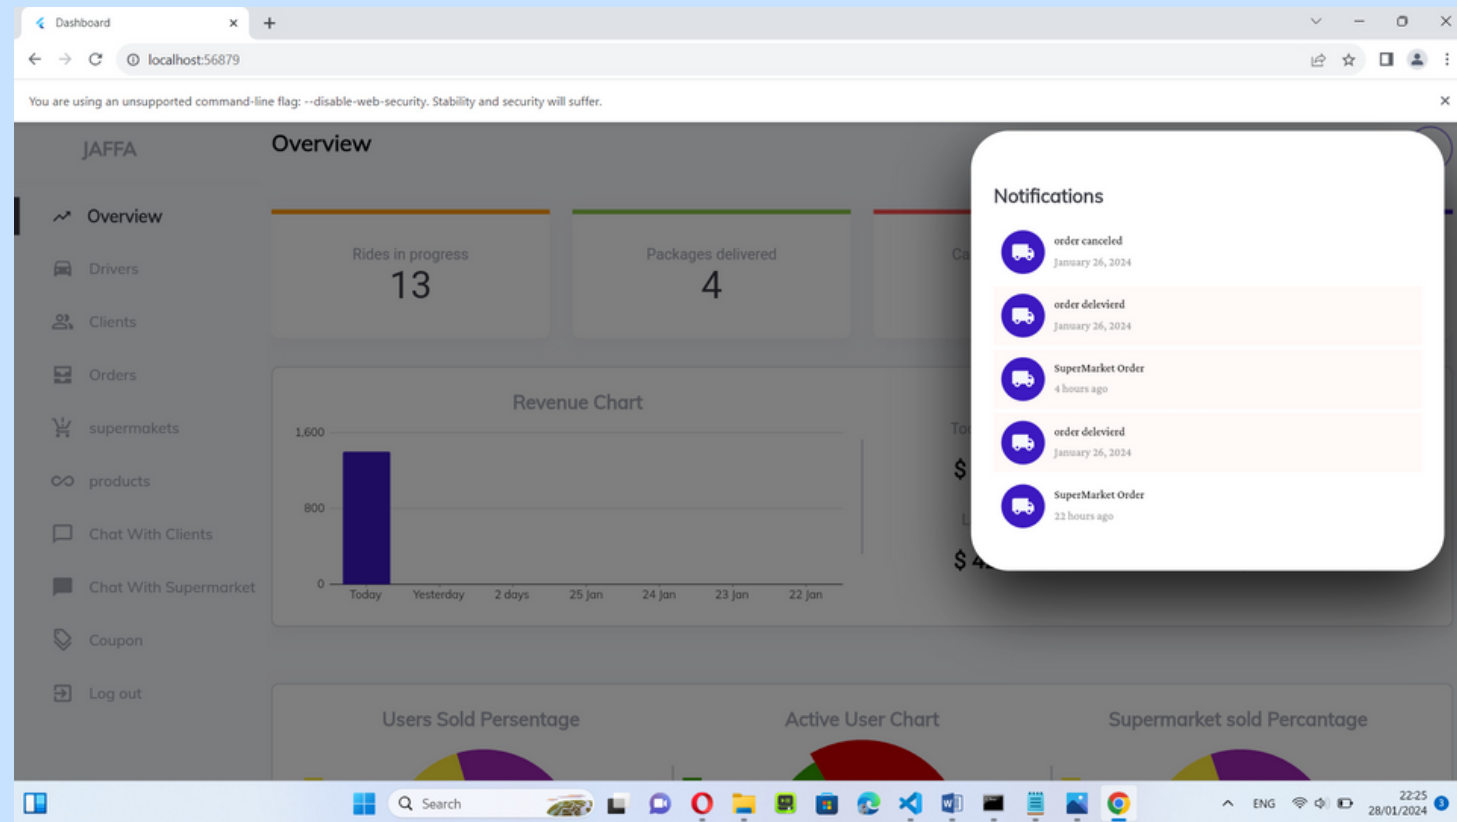 Dashboard
localhost:56879
You are using an unsupported command-line flag: --disable-web-security. Stability and security will suffer.
JAFFA
Overview
Overview
Drivers
Clients
Orders
supermakets
products
Chat With Clients
Chat With Supermarket
Coupon
Log out
Rides in progress
13
Packages delivered
4
Ca
Revenue Chart
1,600
800
0
Today Yesterday 2 days 25 Jan 24 Jan 23 Jan 22 Jan
$
$ 4
Notifications
order canceled
January 26, 2024
order delevierd
January 26, 2024
SuperMarket Order
4 hours ago
order delevierd
January 26, 2024
SuperMarket Order
22 hours ago
Users Sold Persentage
Active User Chart
Supermarket sold Percantage
Search
ENG
22:25
28/01/2024
3